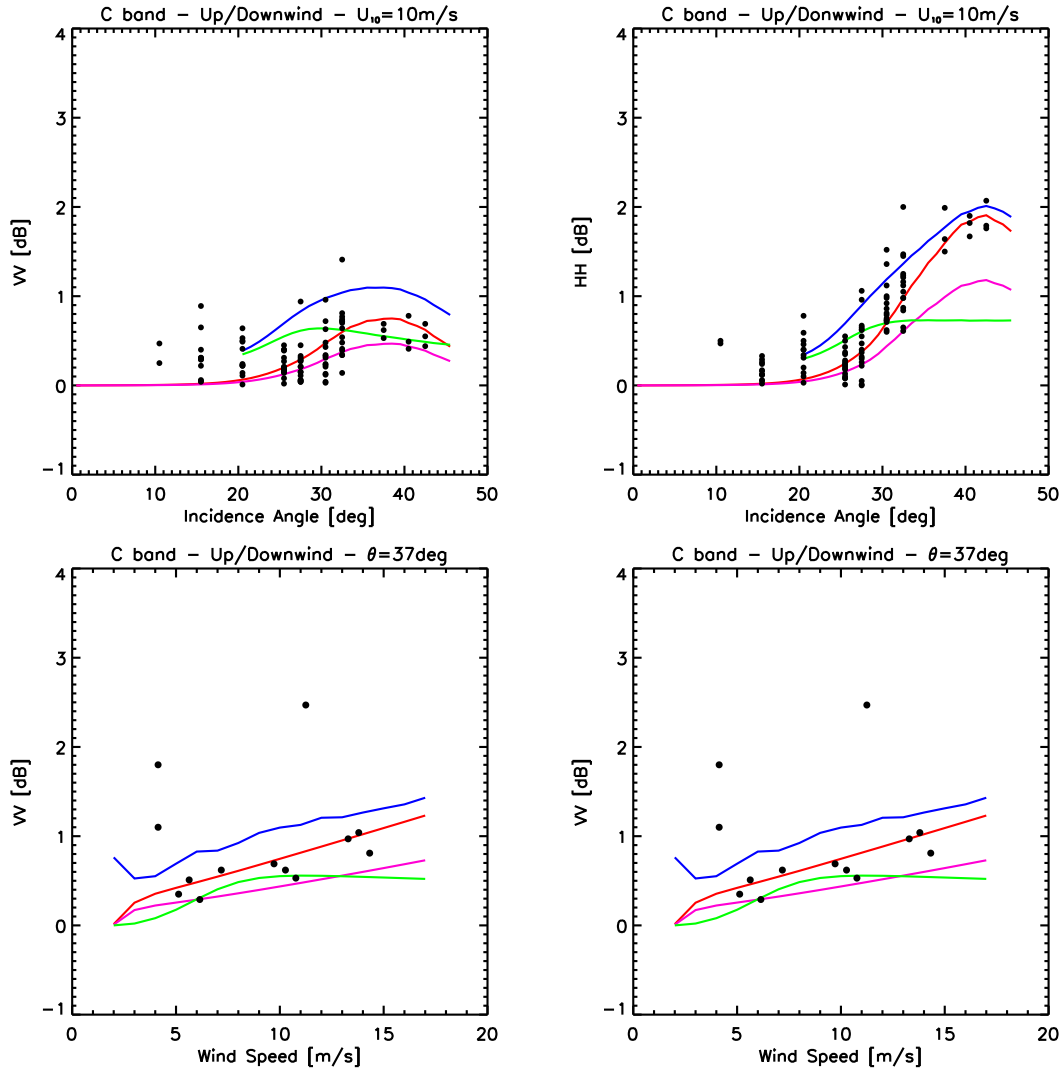 C band – Up/Downwind – U₁₀=10m/s
4
3
2
1
0
–1
VV [dB]
0 10 20 30 40 50
Incidence Angle [deg]
C band – Up/Donwwind – U₁₀=10m/s
4
3
2
1
0
–1
HH [dB]
0 10 20 30 40 50
Incidence Angle [deg]
C band – Up/Downwind – θ=37deg
4
3
2
1
0
–1
VV [dB]
0 5 10 15 20
Wind Speed [m/s]
C band – Up/Downwind – θ=37deg
4
3
2
1
0
–1
VV [dB]
0 5 10 15 20
Wind Speed [m/s]